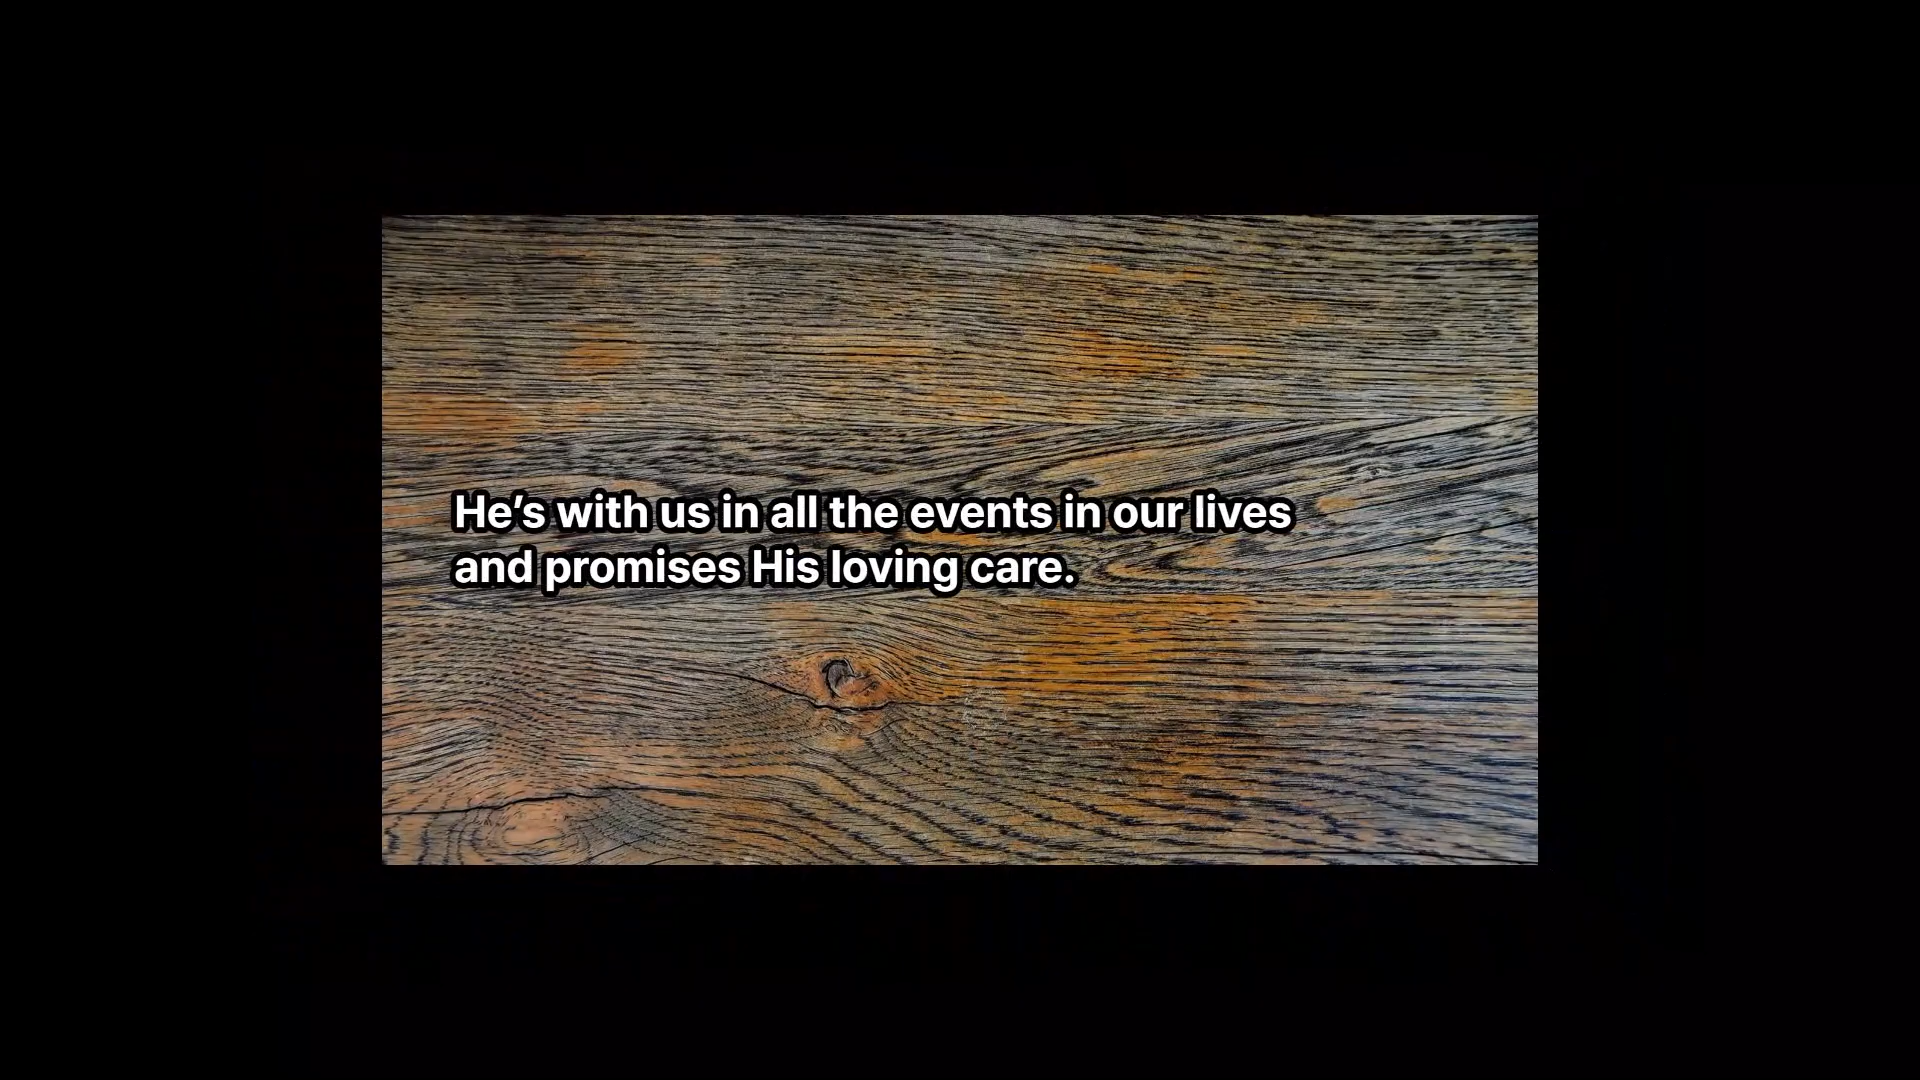 He’s with us in all the events in our lives
and promises His loving care.